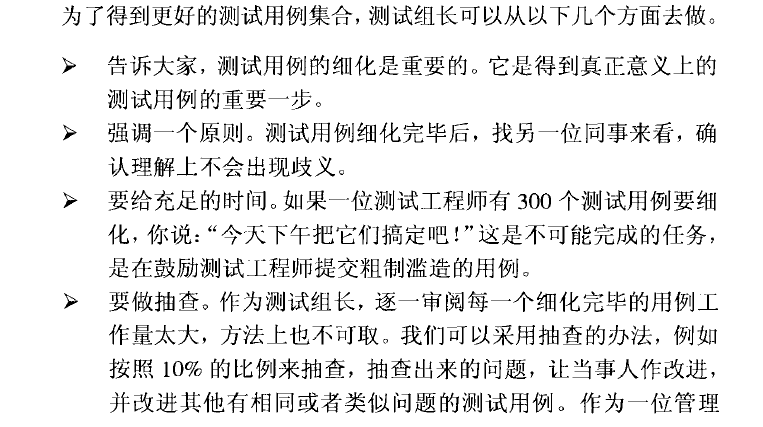 为了得到更好的测试用例集合，测试组长可以从以下几个方面去做。
➢ 告诉大家，测试用例的细化是重要的。它是得到真正意义上的
测试用例的重要一步。
➢ 强调一个原则。测试用例细化完毕后，找另一位同事来看，确
认理解上不会出现歧义。
➢ 要给充足的时间。如果一位测试工程师有 300 个测试用例要细
化，你说：“今天下午把它们搞定吧！”这是不可能完成的任务，
是在鼓励测试工程师提交粗制滥造的用例。
➢ 要做抽查。作为测试组长，逐一审阅每一个细化完毕的用例工
作量太大，方法上也不可取。我们可以采用抽查的办法，例如
按照 10% 的比例来抽查，抽查出来的问题，让当事人作改进，
并改进其他有相同或者类似问题的测试用例。作为一位管理